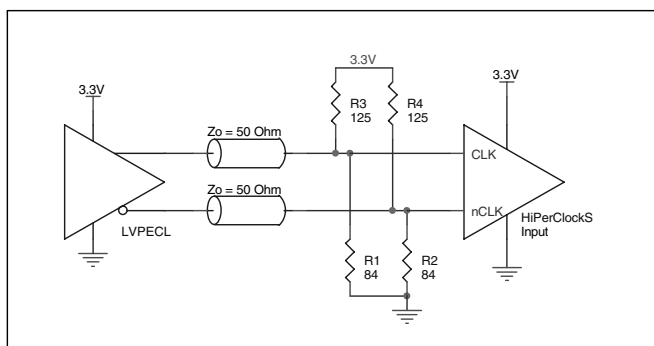 3.3V
3.3V
3.3V
R3
125
R4
125
Zo = 50 Ohm
CLK
Zo = 50 Ohm
nCLK
HiPerClockS
Input
LVPECL
R1
84
R2
84